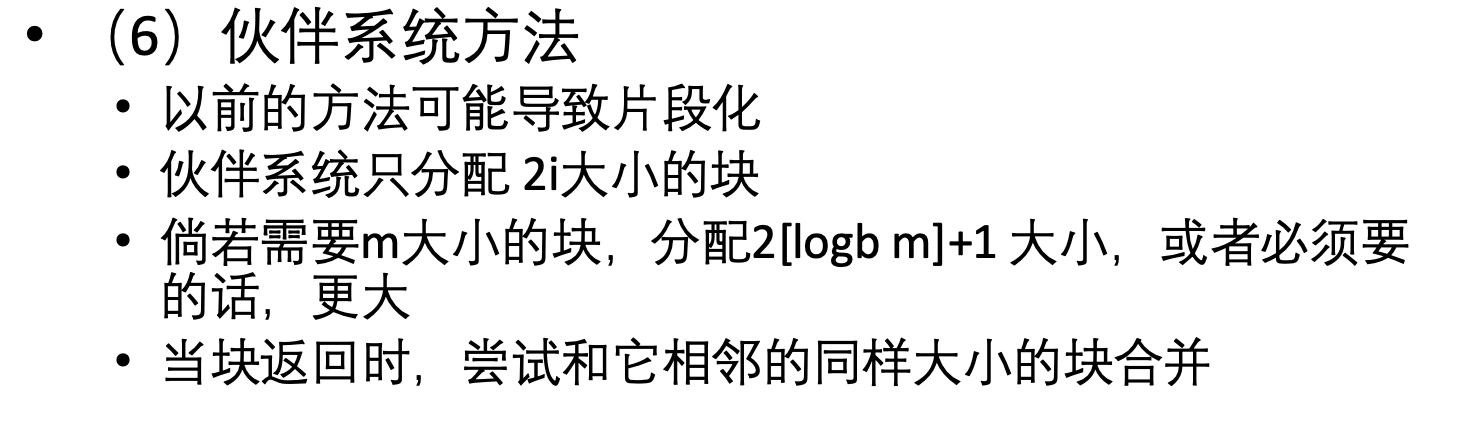 • （6）伙伴系统方法
• 以前的方法可能导致片段化
• 伙伴系统只分配 2i大小的块
• 倘若需要m大小的块，分配2[logb m]+1 大小，或者必须要
的话，更大
• 当块返回时，尝试和它相邻的同样大小的块合并